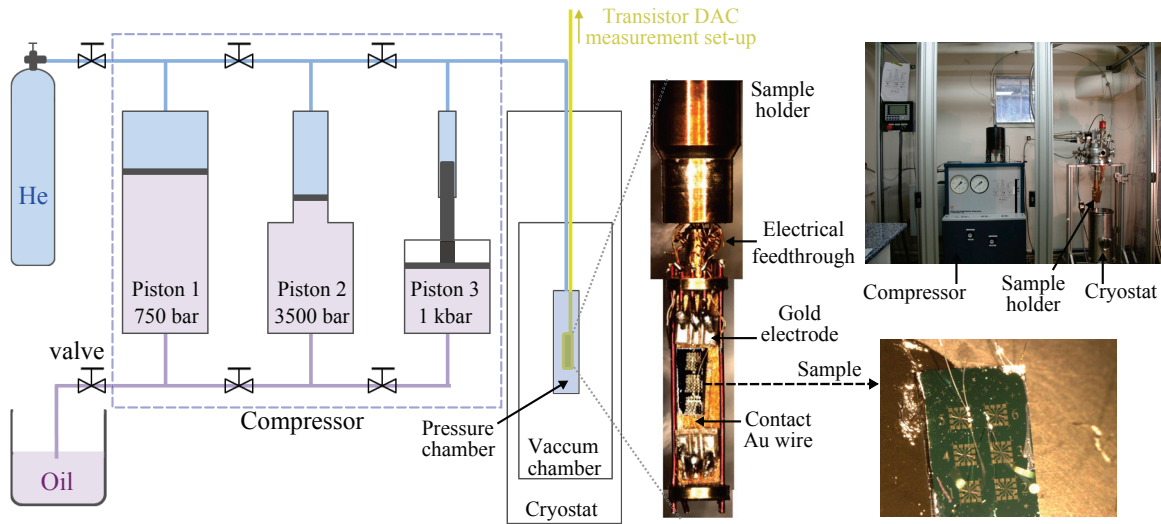 Transistor DAC
measurement set-up
He
Piston 1
750 bar
Piston 2
3500 bar
Piston 3
1 kbar
valve
Oil
Compressor
Pressure
chamber
Vaccum
chamber
Cryostat
Sample
holder
Electrical
feedthrough
Gold
electrode
Sample
Contact
Au wire
Compressor
Sample
holder
Cryostat